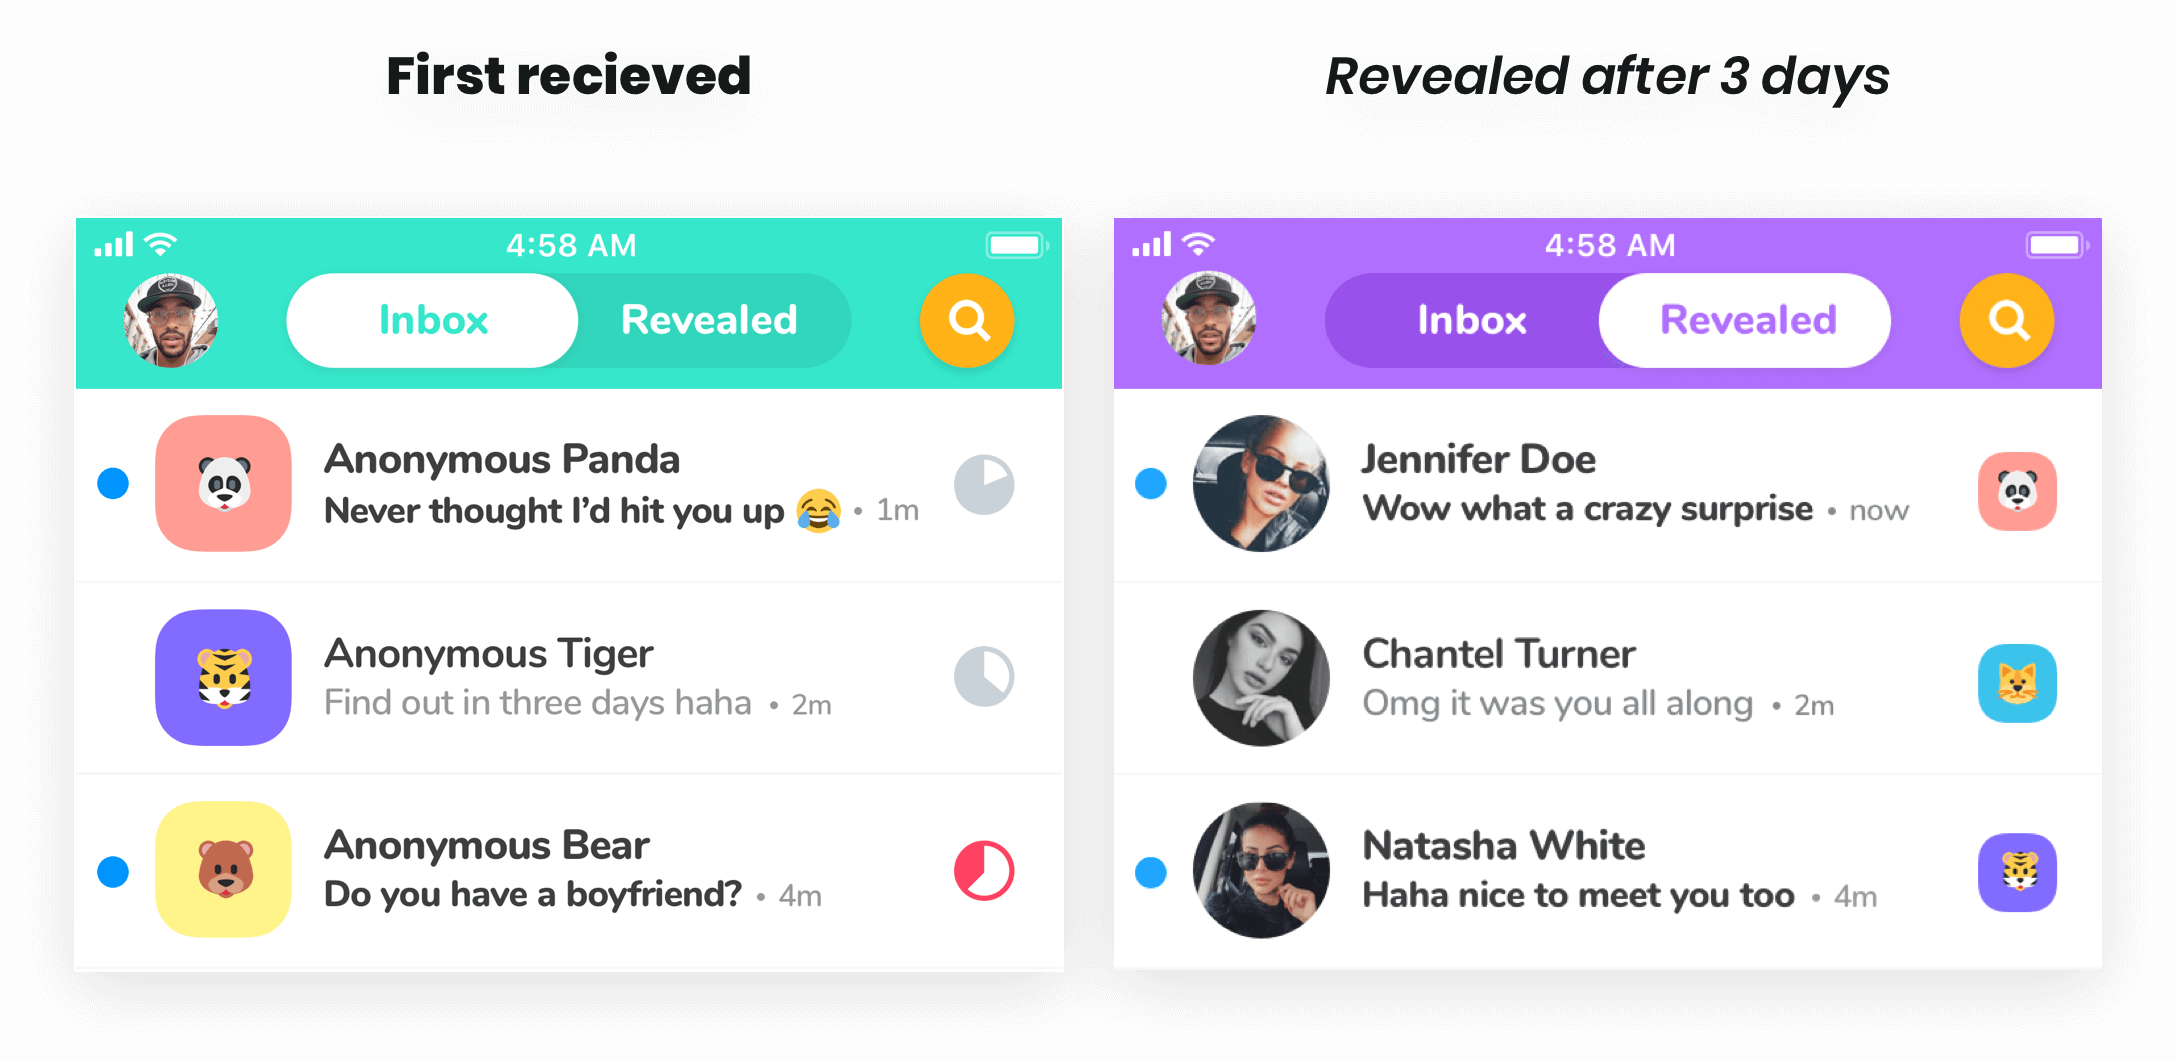 First recieved
Revealed after 3 days
4:58 AM
Inbox
Revealed
Anonymous Panda
Never thought I'd hit you up 😂 • 1m
Anonymous Tiger
Find out in three days haha • 2m
Anonymous Bear
Do you have a boyfriend? • 4m
4:58 AM
Inbox
Revealed
Jennifer Doe
Wow what a crazy surprise • now
Chantel Turner
Omg it was you all along • 2m
Natasha White
Haha nice to meet you too • 4m